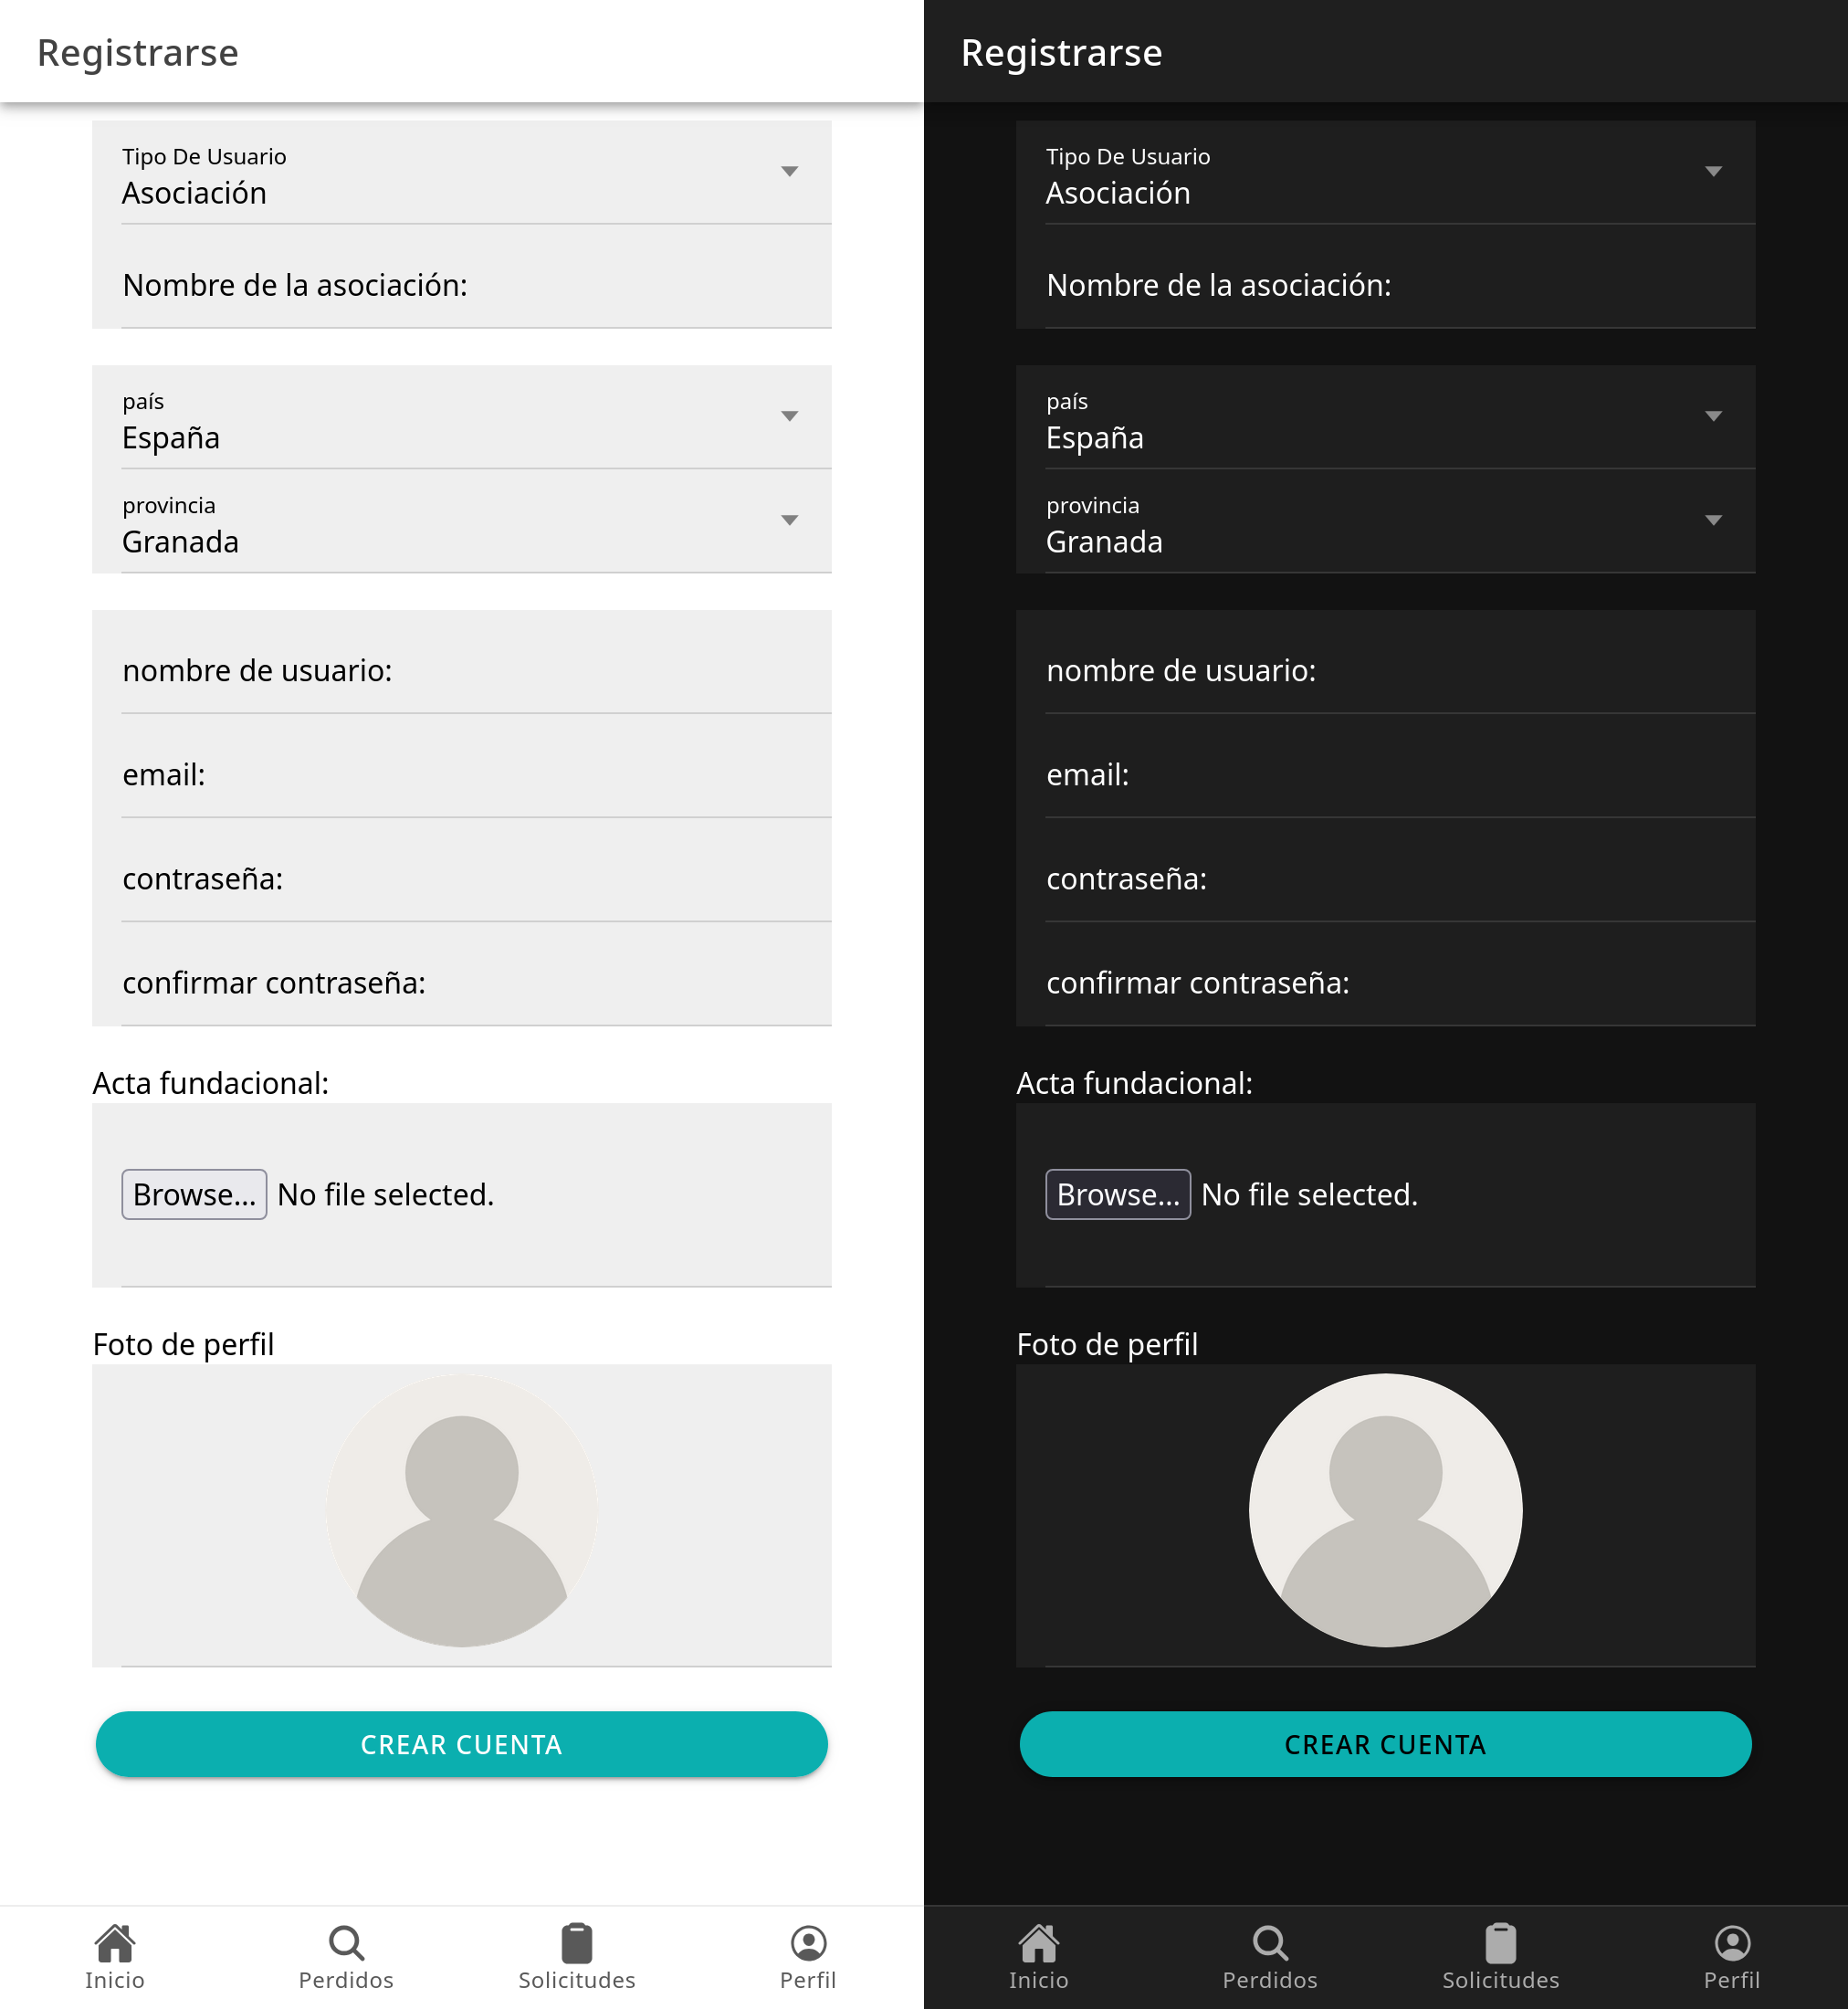 Registrarse
Tipo De Usuario
Asociación
Nombre de la asociación:
país
España
provincia
Granada
nombre de usuario:
email:
contraseña:
confirmar contraseña:
Acta fundacional:
Browse... No file selected.
Foto de perfil
CREAR CUENTA
Inicio Perdidos Solicitudes Perfil
Registrarse
Tipo De Usuario
Asociación
Nombre de la asociación:
país
España
provincia
Granada
nombre de usuario:
email:
contraseña:
confirmar contraseña:
Acta fundacional:
Browse... No file selected.
Foto de perfil
CREAR CUENTA
Inicio Perdidos Solicitudes Perfil